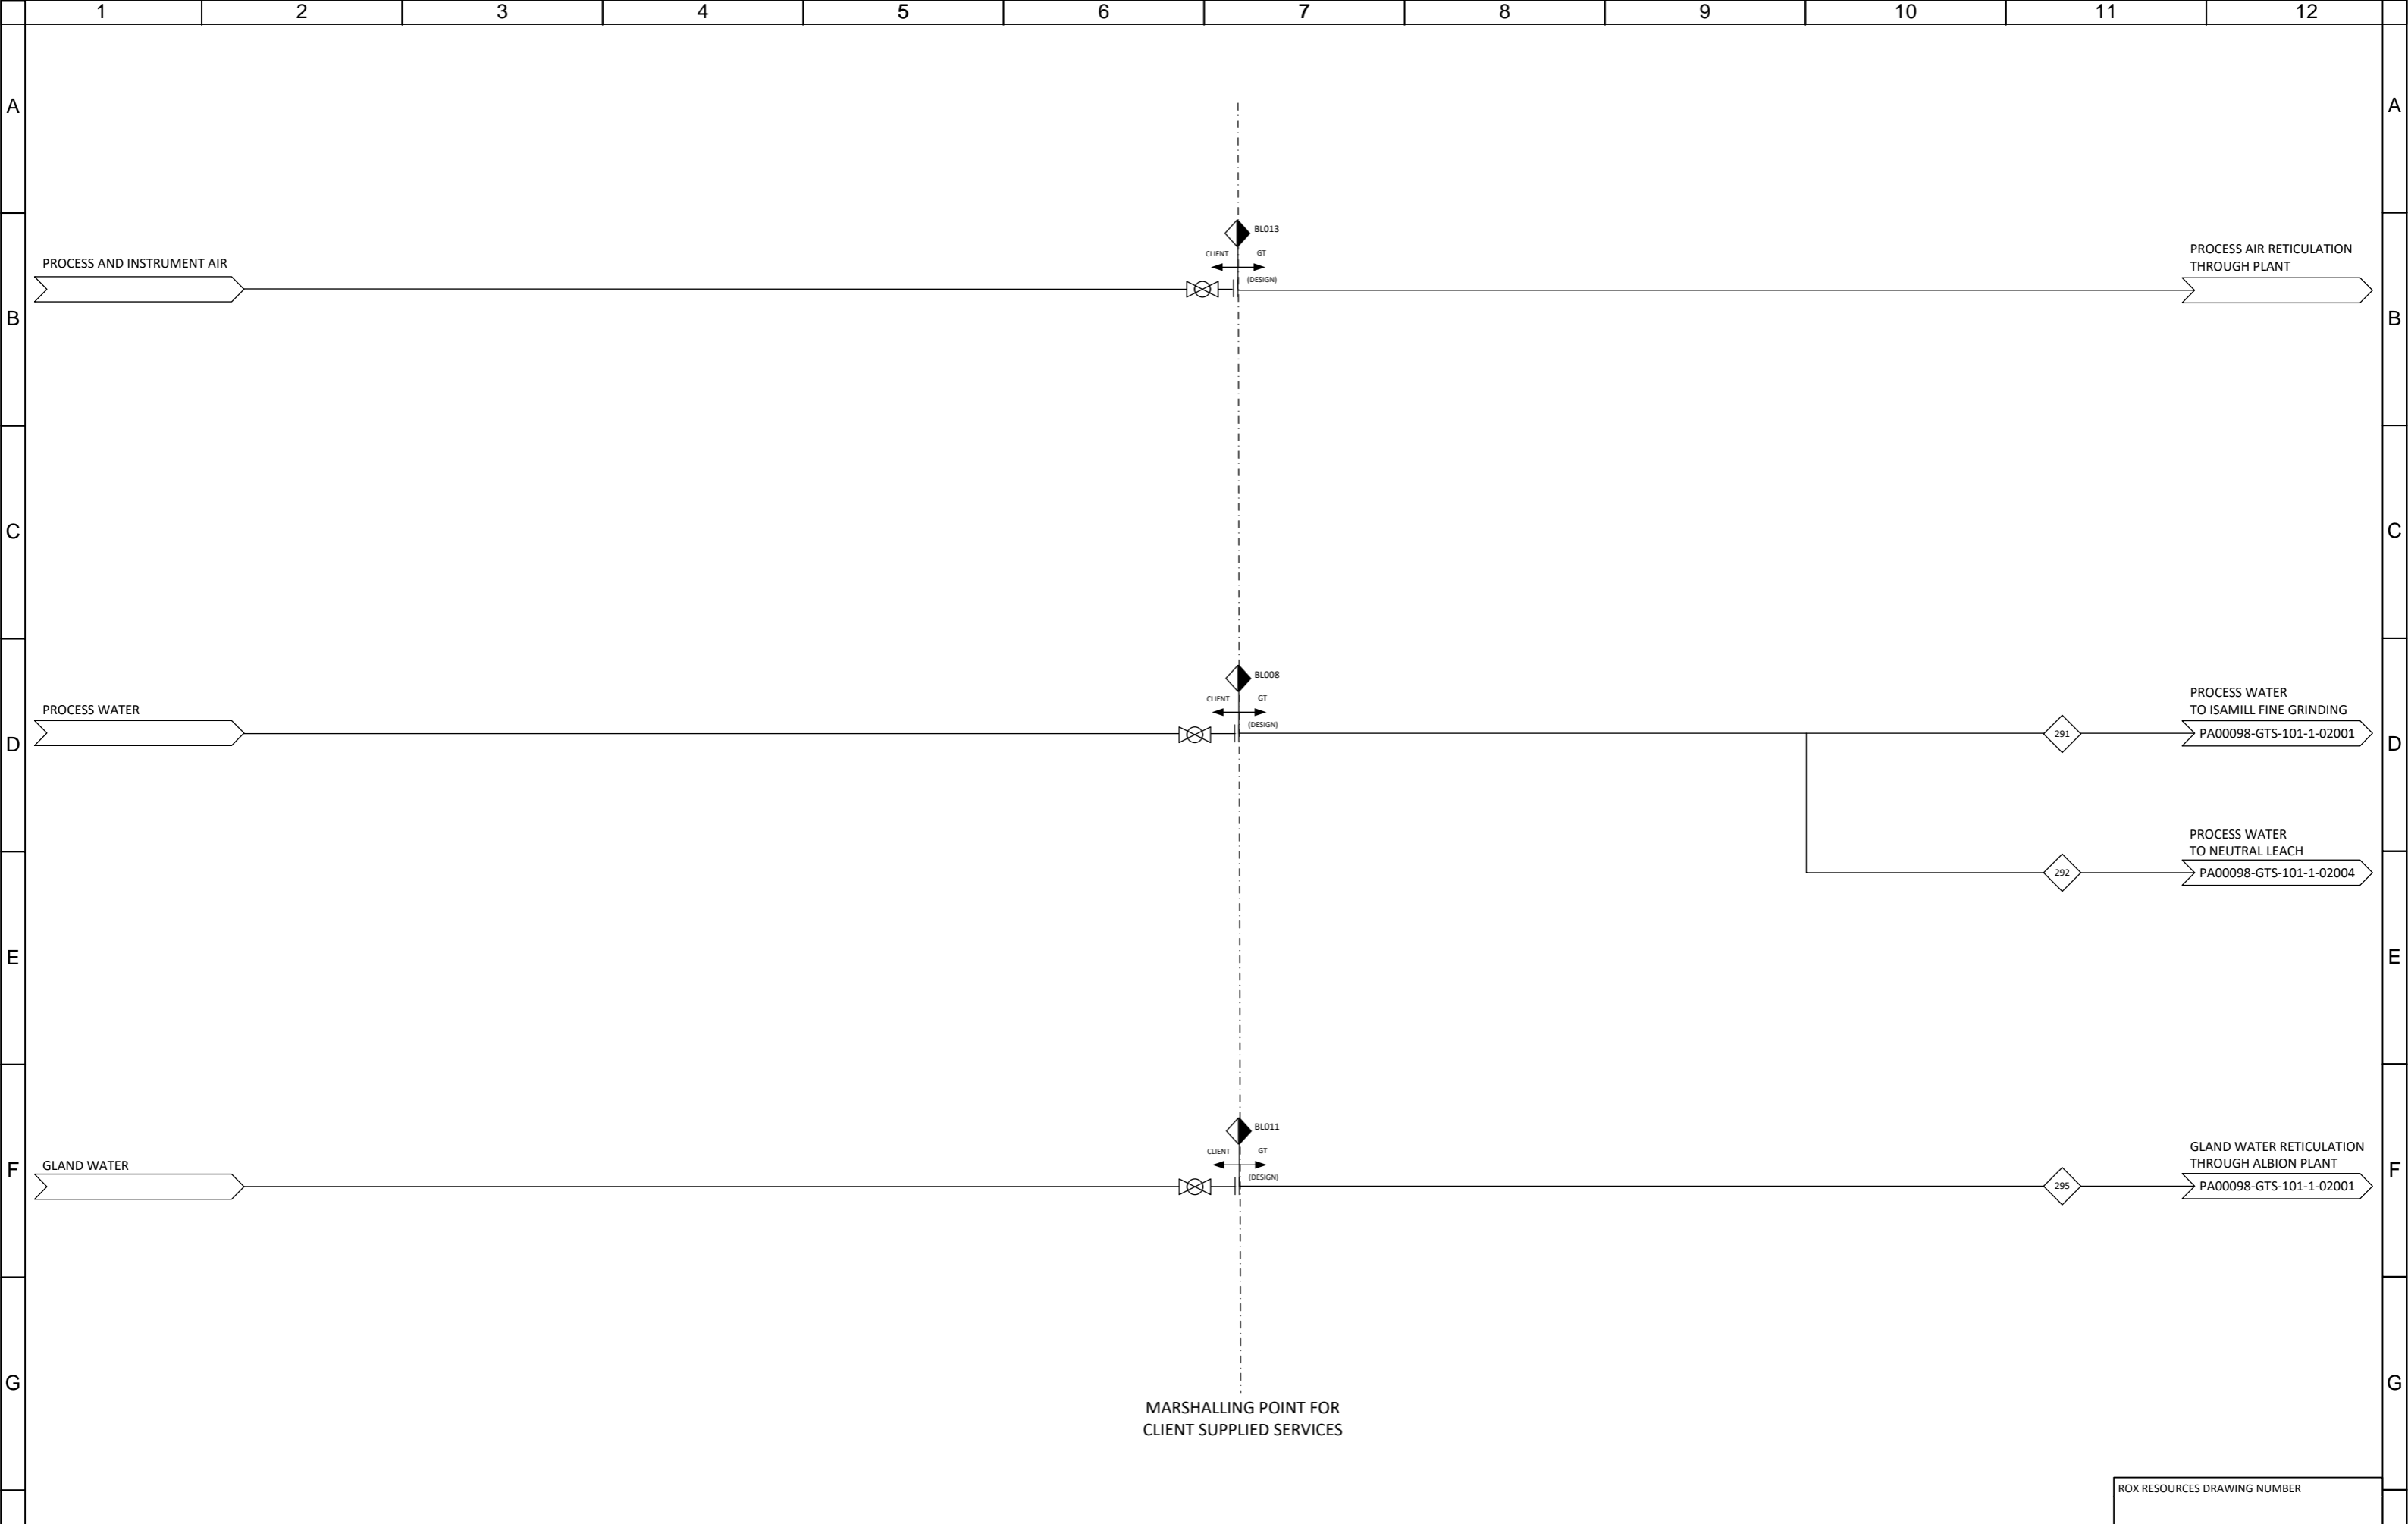 1 2 3 4 5 6 7 8 9 10 11 12
A A
BL013
CLIENT GT
(DESIGN)
PROCESS AND INSTRUMENT AIR
PROCESS AIR RETICULATION
THROUGH PLANT
B B
C C
BL008
CLIENT GT
(DESIGN)
PROCESS WATER
PROCESS WATER
TO ISAMILL FINE GRINDING
291
PA00098-GTS-101-1-02001
D D
PROCESS WATER
TO NEUTRAL LEACH
292
PA00098-GTS-101-1-02004
E E
BL011
CLIENT GT
(DESIGN)
GLAND WATER
GLAND WATER RETICULATION
THROUGH ALBION PLANT
F F
295
PA00098-GTS-101-1-02001
G G
MARSHALLING POINT FOR
CLIENT SUPPLIED SERVICES
ROX RESOURCES DRAWING NUMBER